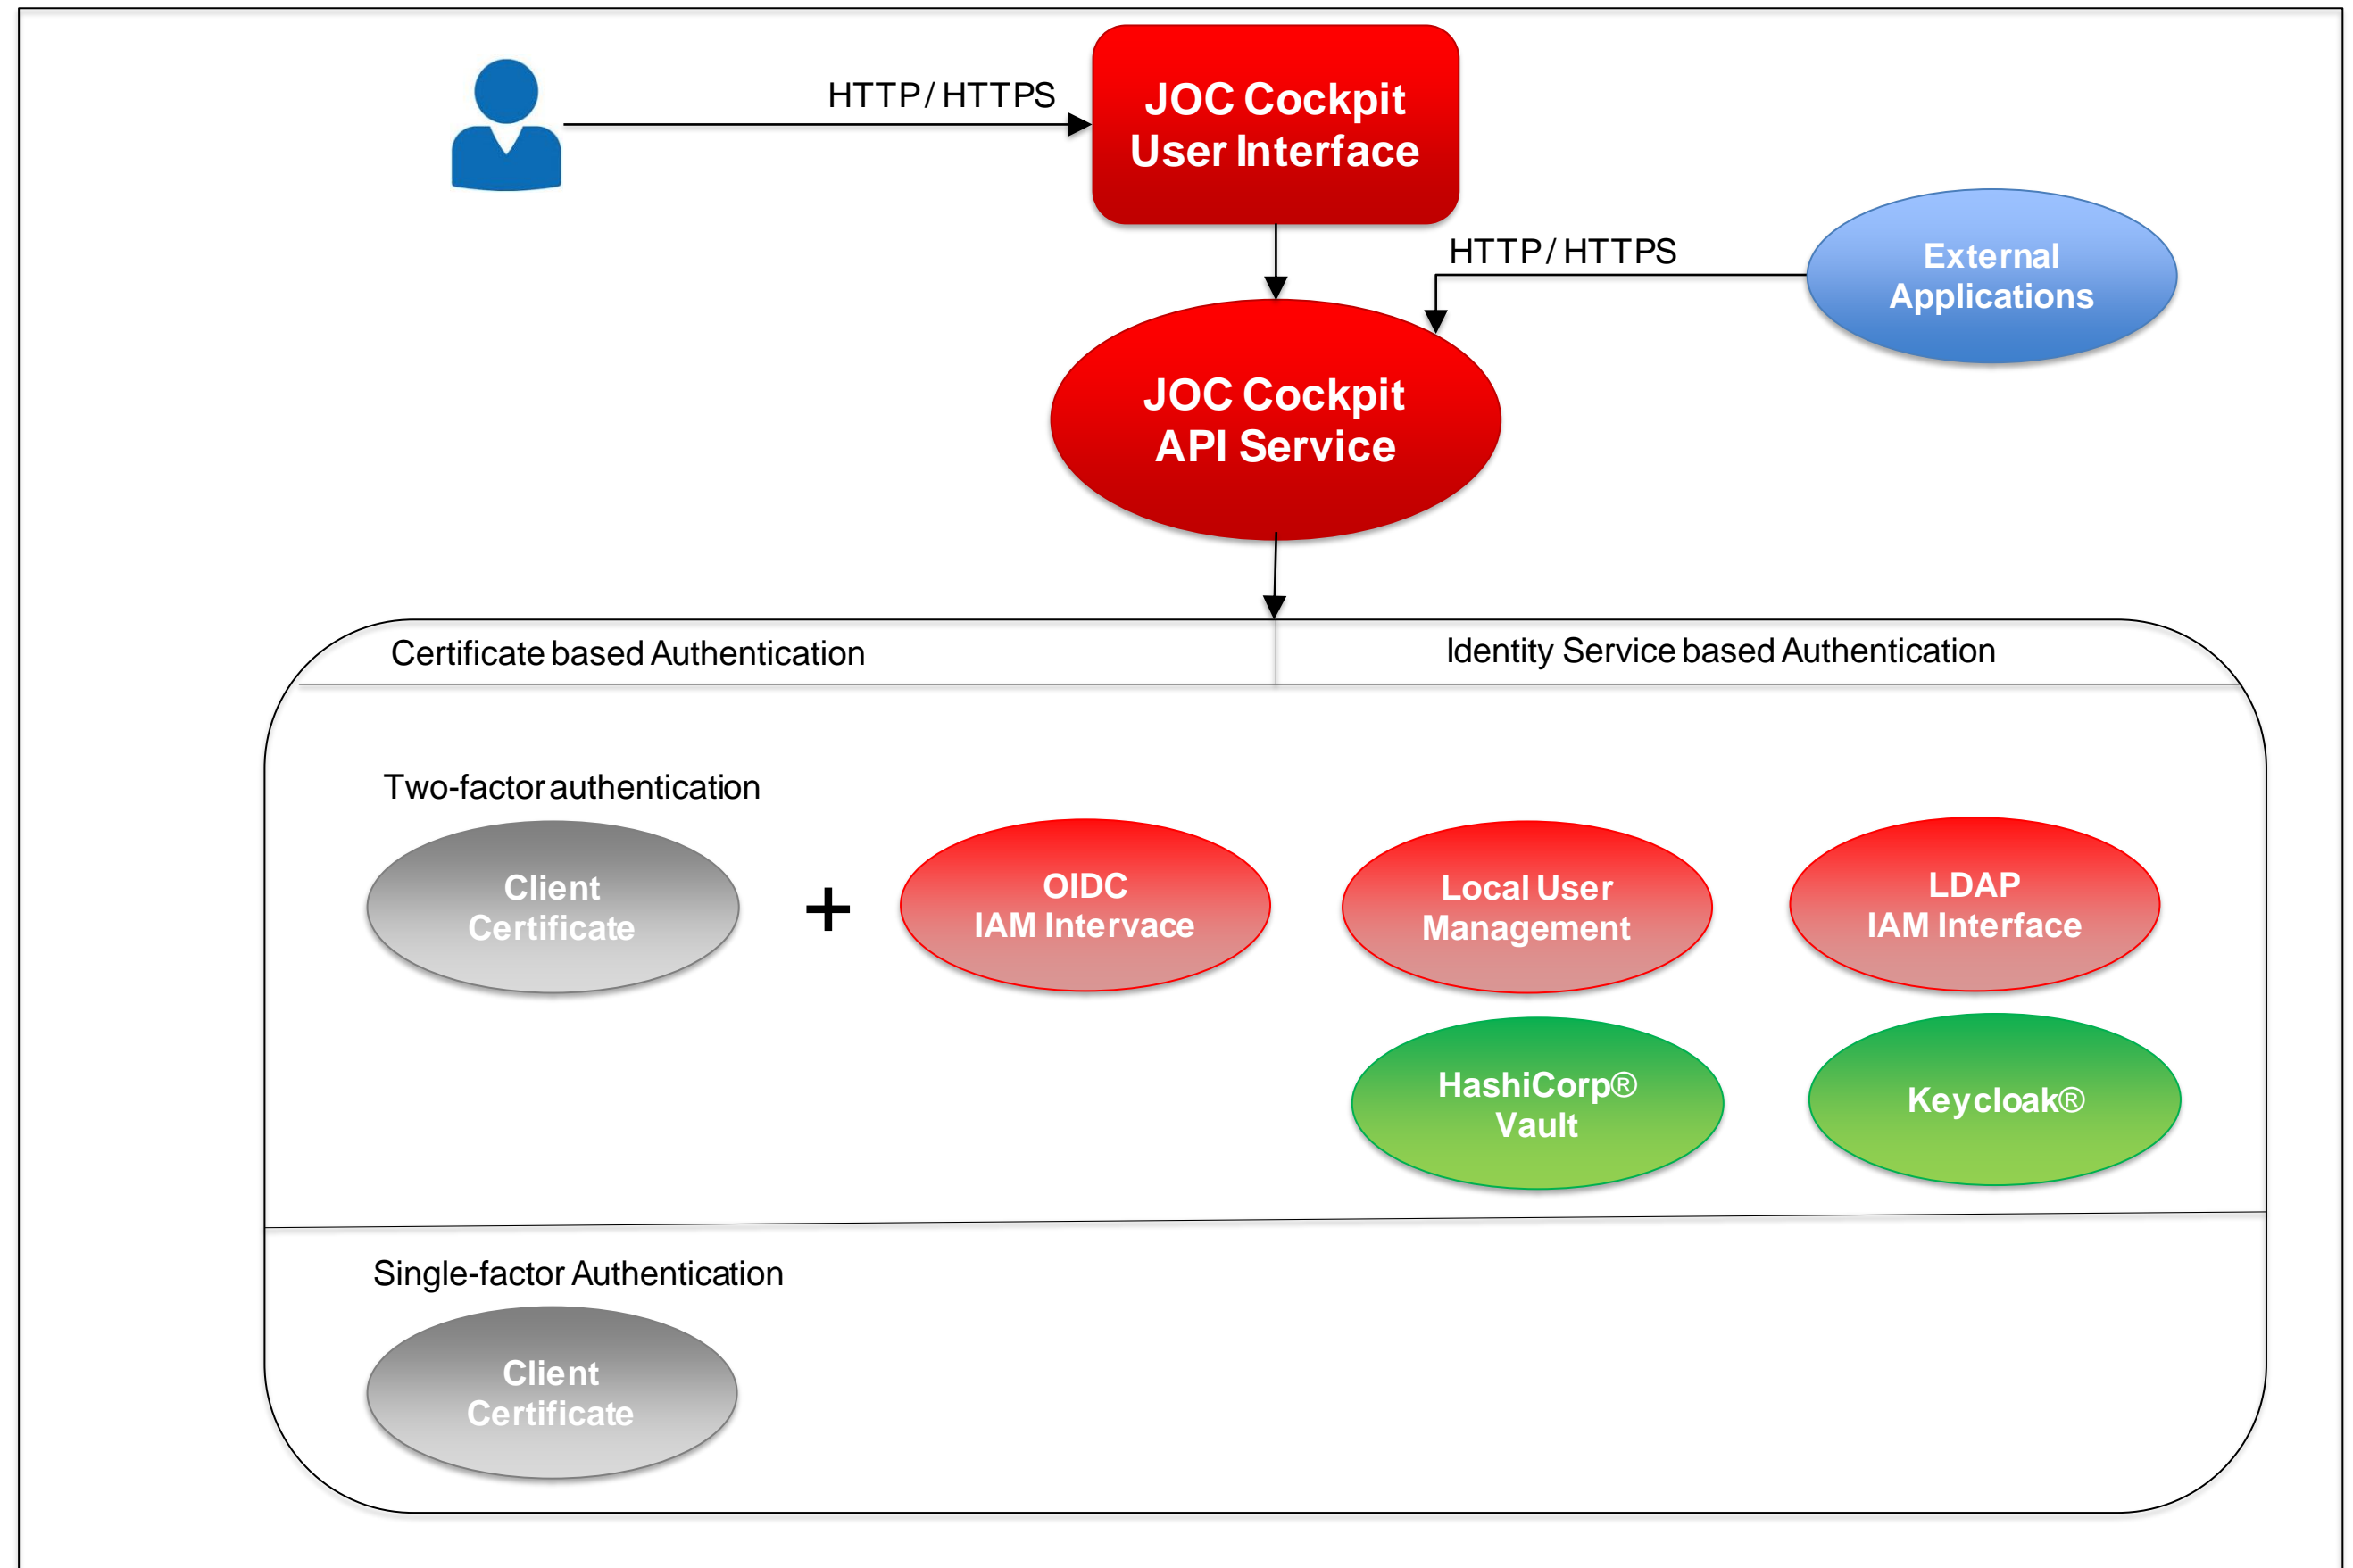 HTTP / HTTPS
JOC Cockpit
User Interface
HTTP / HTTPS
External
Applications
JOC Cockpit
API Service
Certificate based Authentication
Identity Service based Authentication
Two-factor authentication
Client
Certificate
+
OIDC
IAM Intervace
Local User
Management
LDAP
IAM Interface
HashiCorp®
Vault
Keycloak®
Single-factor Authentication
Client
Certificate